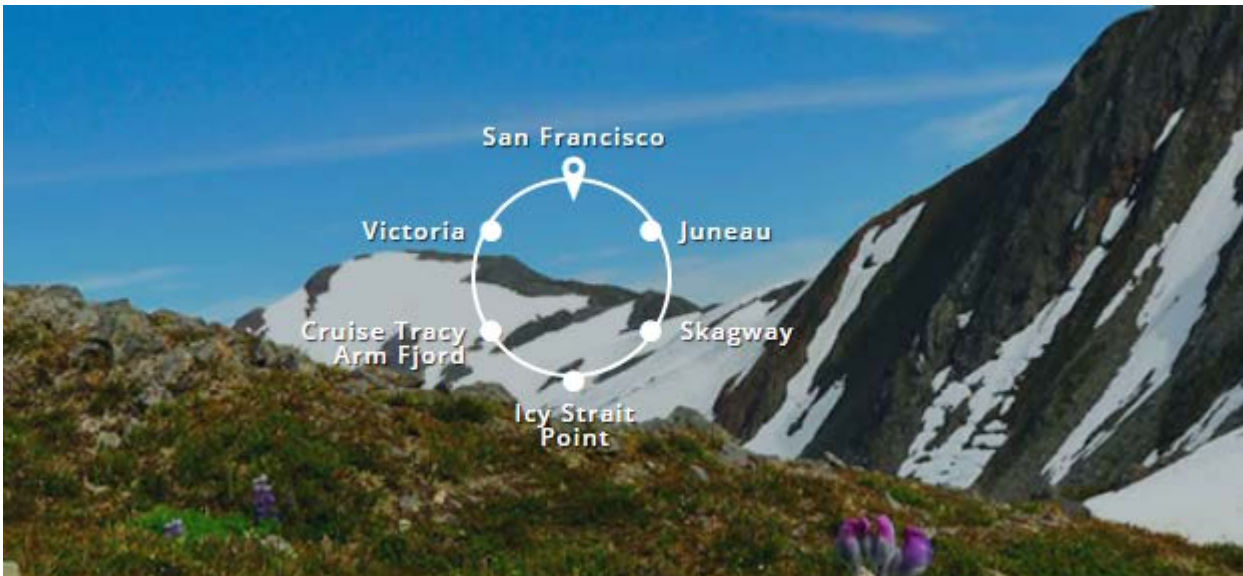 San Francisco
Victoria
Juneau
Cruise Tracy
Arm Fjord
Skagway
Icy Strait
Point